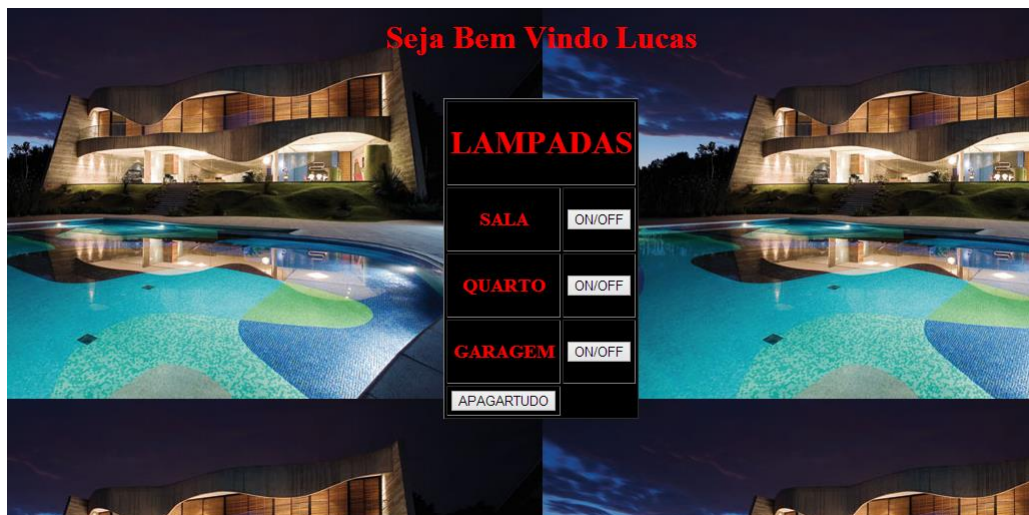 Seja Bem Vindo Lucas
LAMPADAS
SALA ON/OFF
QUARTO ON/OFF
GARAGEM ON/OFF
APAGARTUDO